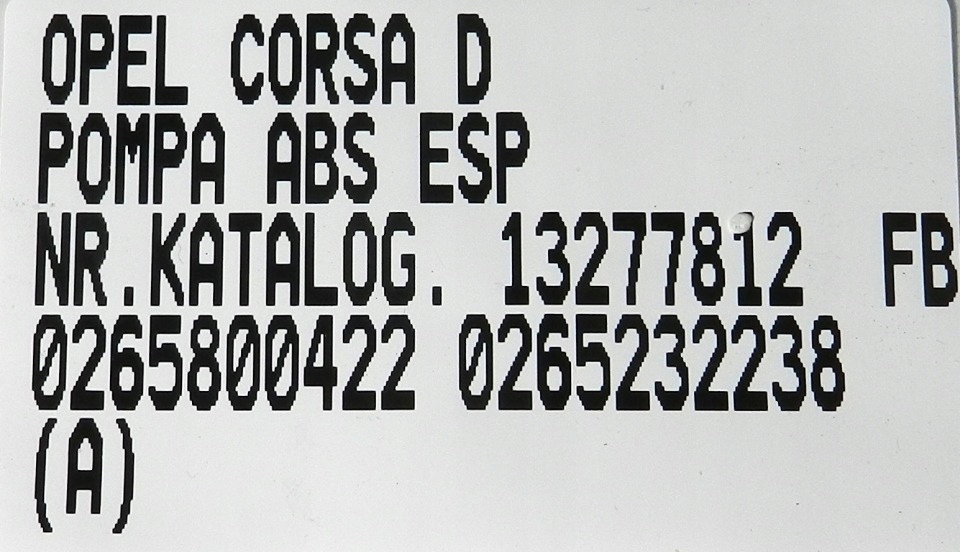 OPEL CORSA D
POMPA ABS ESP
NR.KATALOG. 13277812 FB
0265800422 0265232238
(A)